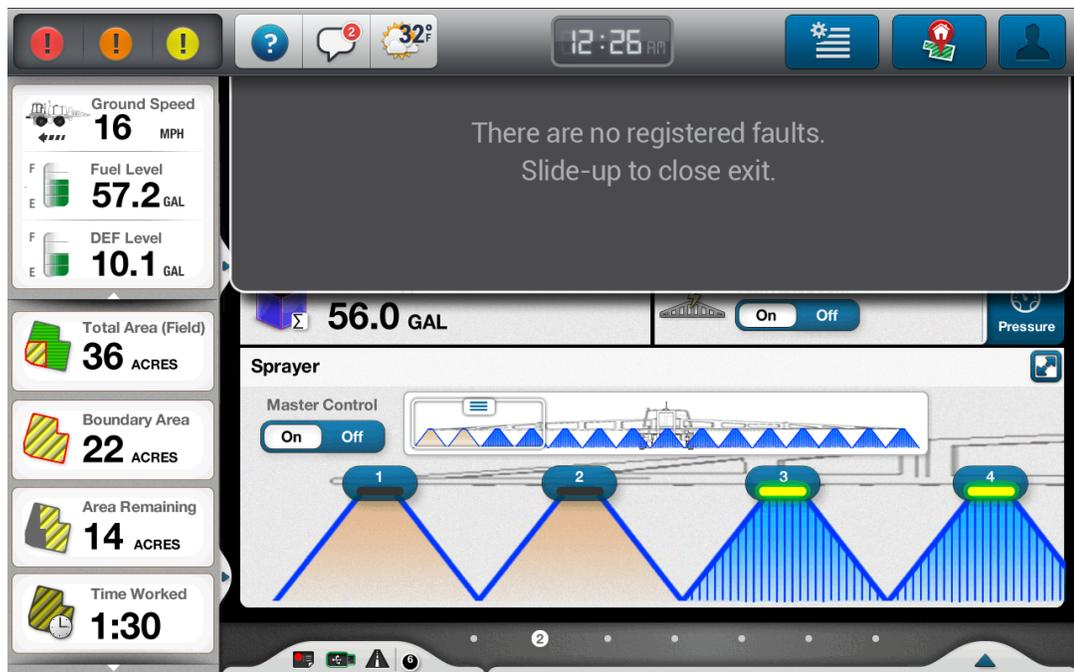 ! ! ! ? 2 32°F 12:26 AM
Ground Speed
16 MPH
F
E
Fuel Level
57.2 GAL
F
E
DEF Level
10.1 GAL
Total Area (Field)
36 ACRES
Boundary Area
22 ACRES
Area Remaining
14 ACRES
Time Worked
1:30
There are no registered faults.
Slide-up to close exit.
Σ 56.0 GAL
On Off
Pressure
Sprayer
Master Control
On Off
1 2 3 4
2
6